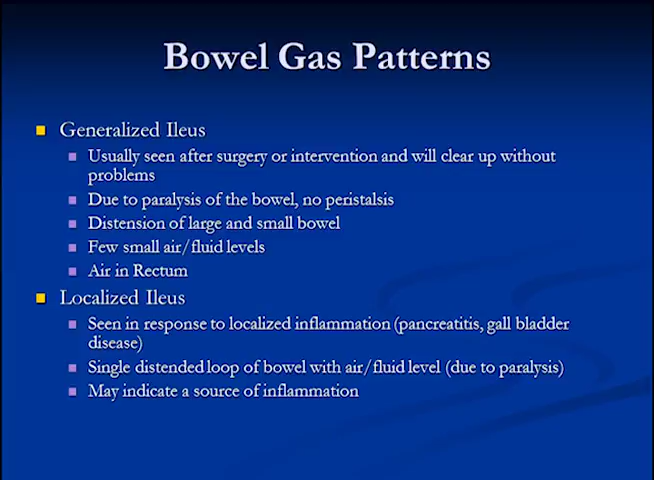 Bowel Gas Patterns
Generalized Ileus
Usually seen after surgery or intervention and will clear up without
problems
Due to paralysis of the bowel, no peristalsis
Distension of large and small bowel
Few small air/fluid levels
Air in Rectum
Localized Ileus
Seen in response to localized inflammation (pancreatitis, gall bladder
disease)
Single distended loop of bowel with air/fluid level (due to paralysis)
May indicate a source of inflammation